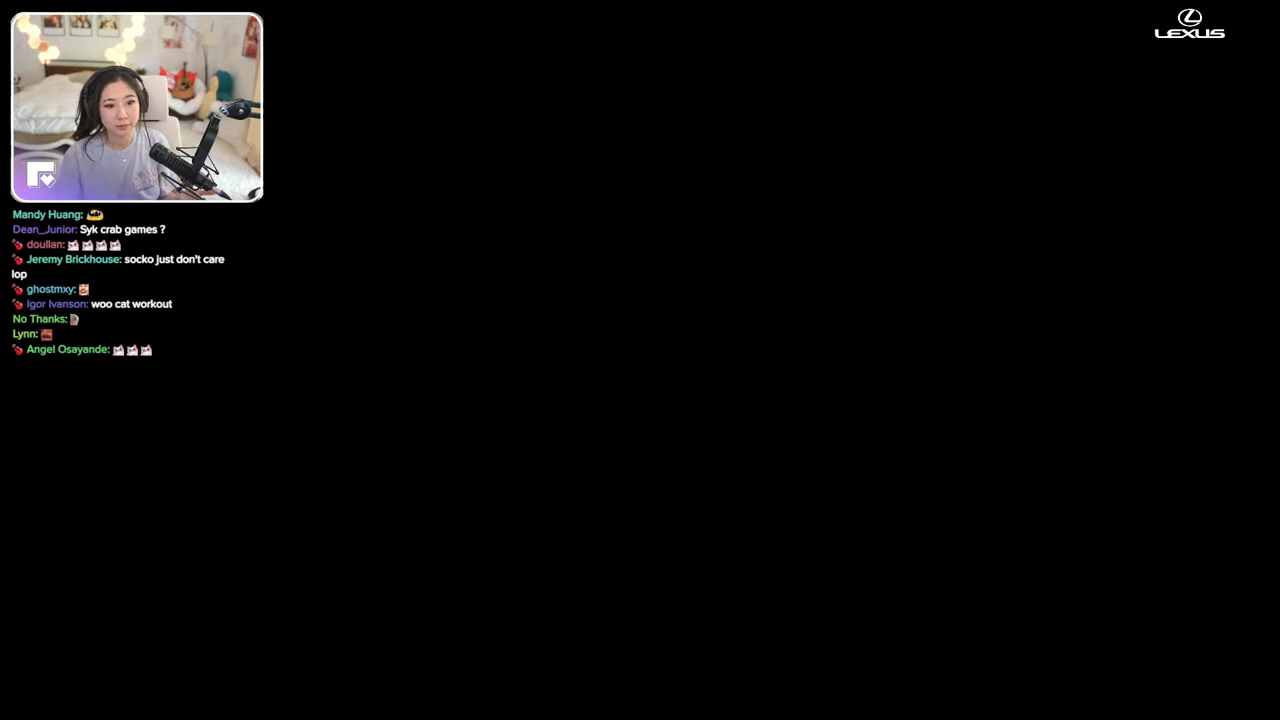 LEXUS
Mandy Huang:
Dean_Junior: Syk crab games ?
doullan:
Jeremy Brickhouse: socko just don't care
lop
ghostmxy:
Igor Ivanson: woo cat workout
No Thanks:
Lynn:
Angel Osayande: